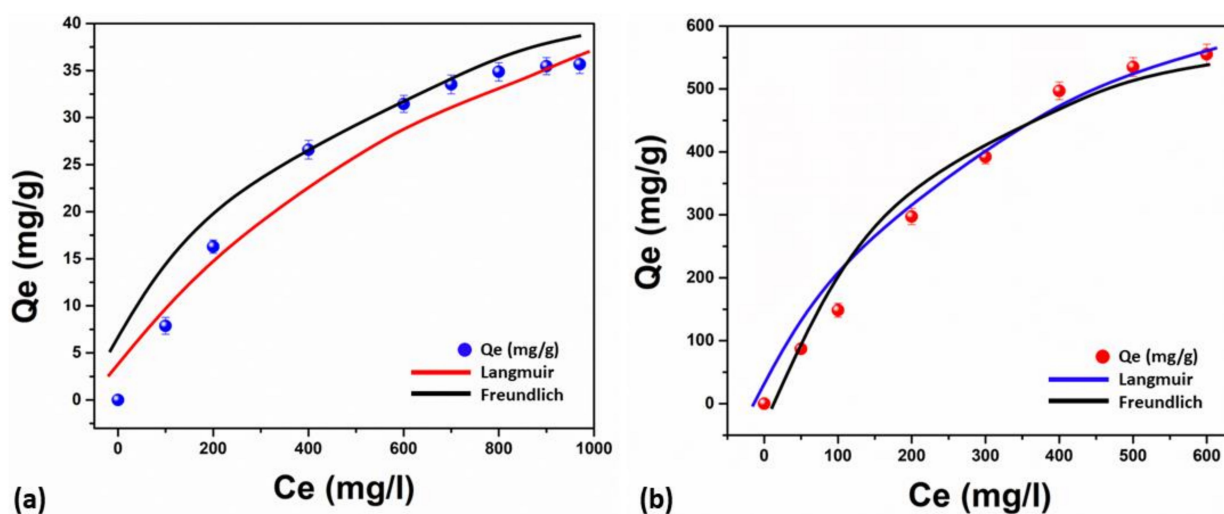 40
35
30
25
20
15
10
5
0
Qe (mg/g)
Qe (mg/g)
Langmuir
Freundlich
0 200 400 600 800 1000
Ce (mg/l)
(a)
600
500
400
300
200
100
0
Qe (mg/g)
Qe (mg/g)
Langmuir
Freundlich
0 100 200 300 400 500 600
Ce (mg/l)
(b)